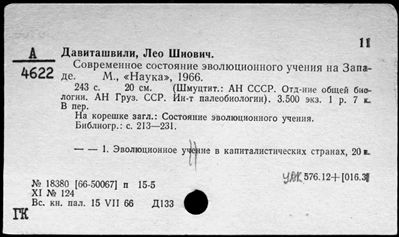 11
А
4622
Давиташвили, Лео Шиович.
Современное состояние эволюционного учения на Запа-
де. М., «Наука», 1966.
243 с. 20 см. (Шмуцтит.: АН СССР. Отд-ние общей био-
логии. АН Груз. ССР. Ин-т палеобиологии). 3.500 экз. 1 р. 7 к.
В пер.
На корешке загл.: Состояние эволюционного учения.
Библиогр.: с. 213—231.
— — 1. Эволюционное учение в капиталистических странах, 20 в.
УДК 576.12+[016.3]
№ 18380 [66-50067] п 15-5
XI № 124
Вс. кн. пал. 15 VII 66 Д133
ГК